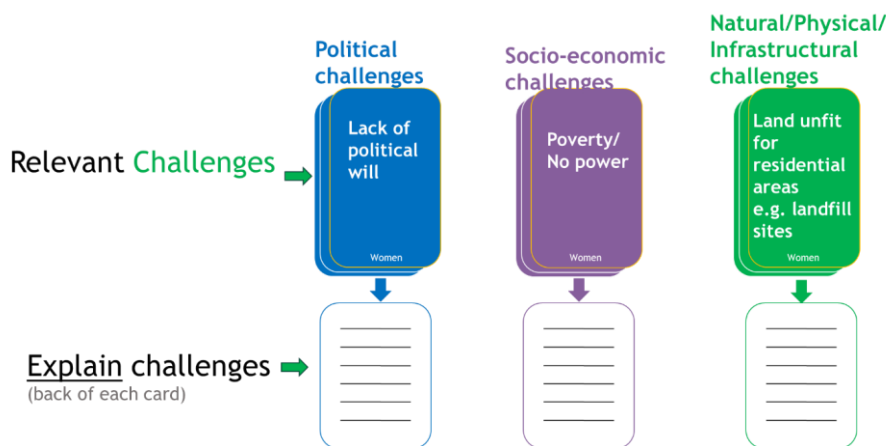 Political
challenges
Socio-economic
challenges
Natural/Physical/
Infrastructural
challenges
Relevant Challenges
Lack of
political
will
Women
Poverty/
No power
Women
Land unfit
for
residential
areas
e.g. landfill
sites
Women
Explain challenges
(back of each card)